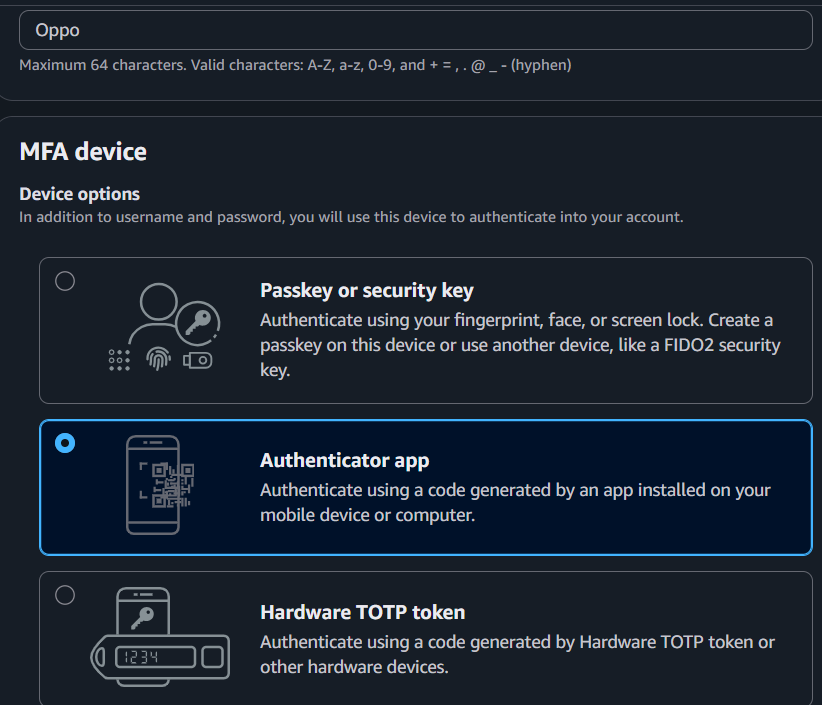 Oppo
Maximum 64 characters. Valid characters: A-Z, a-z, 0-9, and + = , . @ _ - (hyphen)
MFA device
Device options
In addition to username and password, you will use this device to authenticate into your account.
Passkey or security key
Authenticate using your fingerprint, face, or screen lock. Create a
passkey on this device or use another device, like a FIDO2 security
key.
Authenticator app
Authenticate using a code generated by an app installed on your
mobile device or computer.
Hardware TOTP token
Authenticate using a code generated by Hardware TOTP token or
other hardware devices.
1234